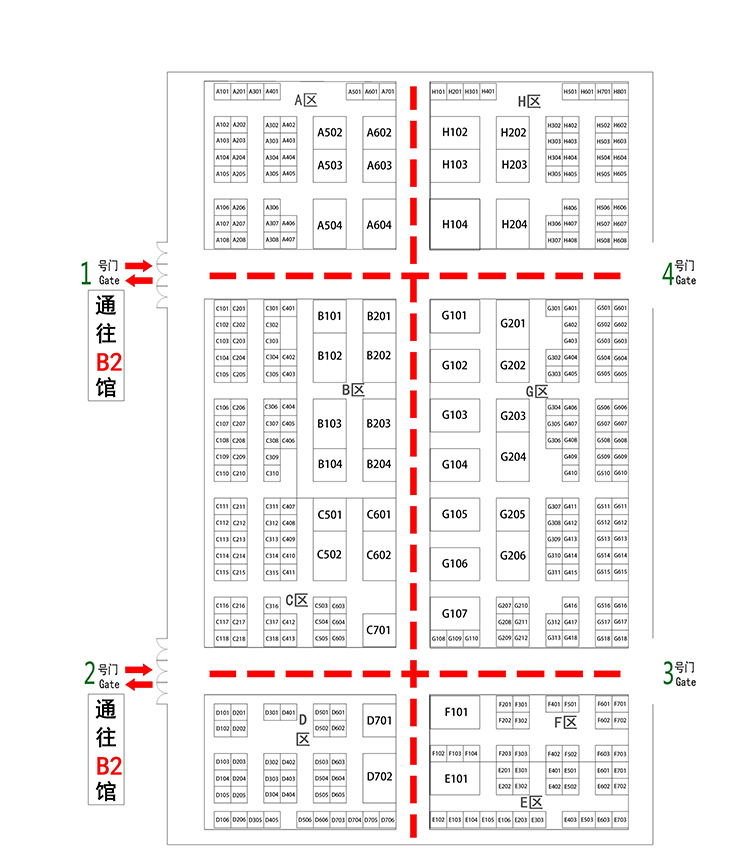 A101 A201 A301 A401 A501 A601 A701
A区
A102 A202 A302 A402 A502 A602
A103 A203 A303 A403
A104 A204 A304 A404 A503 A603
A105 A205 A305 A405
A106 A206 A306 A504 A604
A107 A207 A307 A406
A108 A208 A308 A407
H101 H201 H301 H401 H501 H601 H701 H801
H区
H102 H202 H302 H402 H502 H602
H303 H403 H503 H603
H103 H203 H304 H404 H504 H604
H305 H405 H505 H605
H104 H204 H406 H506 H606
H306 H407 H507 H607
H307 H408 H508 H608
1号门
Gate
通往B2馆
4号门
Gate
C101 C201 C301 C401 B101 B201
C102 C202 C302
C103 C203 C303
C104 C204 C304 C402 B102 B202
C105 C205 C305 C403
B区
C106 C206 C306 C404 B103 B203
C107 C207 C307 C405
C108 C208 C308 C406
C109 C209 C309 B104 B204
C110 C210 C310
C111 C211 C311 C407 C501 C601
C112 C212 C312 C408
C113 C213 C313 C409
C114 C214 C314 C410 C502 C602
C115 C215 C315 C411
C区
C116 C216 C316 C503 C603
C117 C217 C317 C412 C504 C604 C701
C118 C218 C318 C413 C505 C605
G101 G201 G301 G401 G501 G601
G402 G502 G602
G403 G503 G603
G102 G202 G302 G404 G504 G604
G303 G405 G505 G605
G区
G103 G203 G304 G406 G506 G606
G305 G407 G507 G607
G306 G408 G508 G608
G104 G204 G409 G509 G609
G410 G510 G610
G105 G205 G307 G411 G511 G611
G308 G412 G512 G612
G309 G413 G513 G613
G106 G206 G310 G414 G514 G614
G311 G415 G515 G615
G107 G207 G210 G416 G516 G616
G208 G211 G312 G417 G517 G617
G108 G109 G110 G209 G212 G313 G418 G518 G618
2号门
Gate
通往B2馆
3号门
Gate
D101 D201 D301 D401 D501 D601 D701
D102 D202 D502 D602
D区
D103 D203 D302 D402 D503 D603 D702
D104 D204 D303 D403 D504 D604
D105 D205 D304 D404 D505 D605
D106 D206 D305 D405 D506 D606 D703 D704 D705 D706
F101 F201 F301 F401 F501 F601 F701
F202 F302 F602 F702
F区
F102 F103 F104 F203 F303 F402 F502 F603 F703
E101 E201 E301 E401 E501 E601 E701
E202 E302 E402 E502 E602 E702
E区
E102 E103 E104 E105 E106 E203 E303 E403 E503 E603 E703